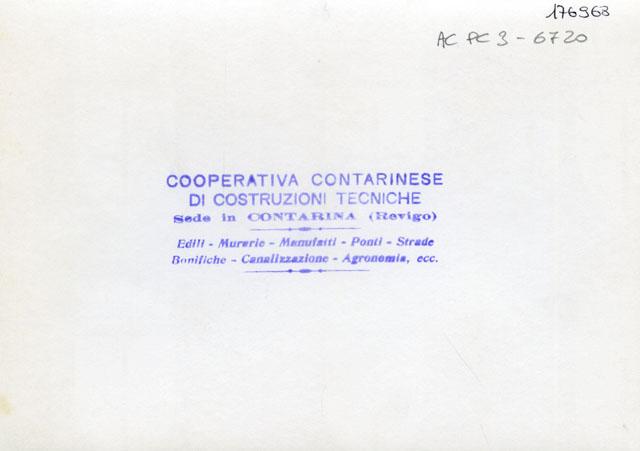 176968
AC PC 3 - 6720
COOPERATIVA CONTARINESE
DI COSTRUZIONI TECNICHE
Sede in CONTARINA (Rovigo)
Edili - Murarie - Manufatti - Ponti - Strade
Bonifiche - Canalizzazione - Agronomia, ecc.